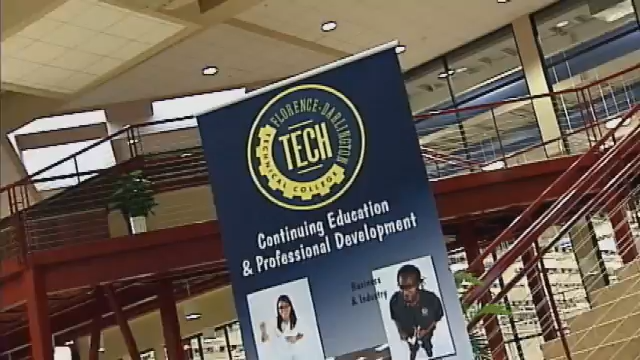 FLORENCE-DARLINGTON
TECH
TECHNICAL COLLEGE
Continuing Education
& Professional Development
Business
& Industry